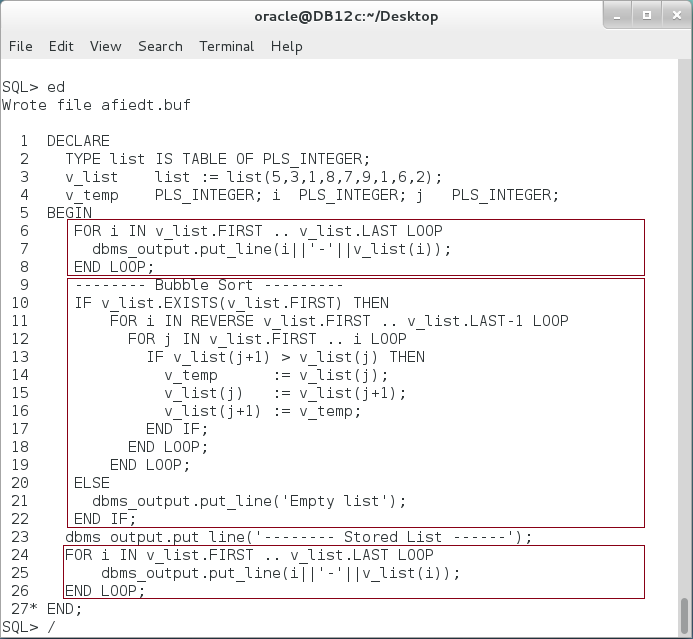 oracle@DB12c:~/Desktop
File Edit View Search Terminal Help
SQL> ed
Wrote file afiedt.buf
1 DECLARE
2 TYPE list IS TABLE OF PLS_INTEGER;
3 v_list list := list(5,3,1,8,7,9,1,6,2);
4 v_temp PLS_INTEGER; i PLS_INTEGER; j PLS_INTEGER;
5 BEGIN
6 FOR i IN v_list.FIRST .. v_list.LAST LOOP
7 dbms_output.put_line(i||'-'||v_list(i));
8 END LOOP;
9 -------- Bubble Sort ---------
10 IF v_list.EXISTS(v_list.FIRST) THEN
11 FOR i IN REVERSE v_list.FIRST .. v_list.LAST-1 LOOP
12 FOR j IN v_list.FIRST .. i LOOP
13 IF v_list(j+1) > v_list(j) THEN
14 v_temp := v_list(j);
15 v_list(j) := v_list(j+1);
16 v_list(j+1) := v_temp;
17 END IF;
18 END LOOP;
19 END LOOP;
20 ELSE
21 dbms_output.put_line('Empty list');
22 END IF;
23 dbms_output.put_line('-------- Stored List ------');
24 FOR i IN v_list.FIRST .. v_list.LAST LOOP
25 dbms_output.put_line(i||'-'||v_list(i));
26 END LOOP;
27* END;
SQL> /